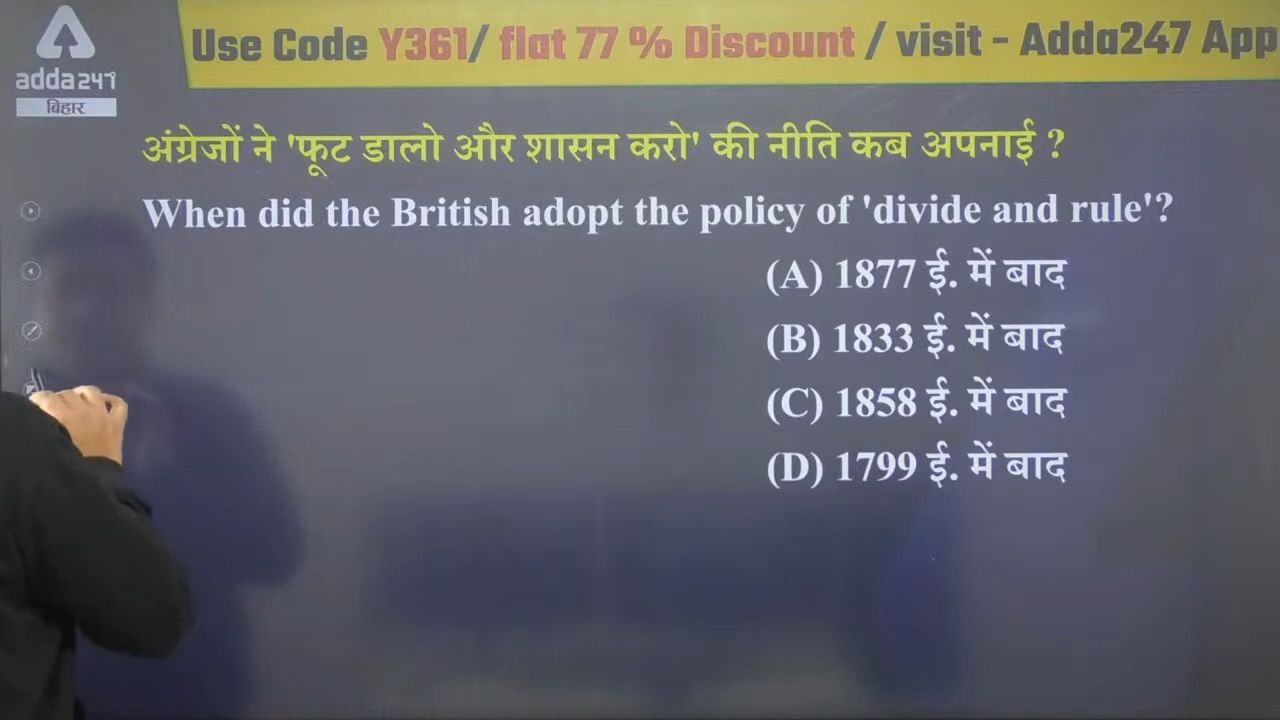 Use Code Y361/ flat 77 % Discount / visit - Adda247 App
adda247
बिहार
अंग्रेजों ने 'फूट डालो और शासन करो' की नीति कब अपनाई ?
When did the British adopt the policy of 'divide and rule'?
(A) 1877 ई. में बाद
(B) 1833 ई. में बाद
(C) 1858 ई. में बाद
(D) 1799 ई. में बाद